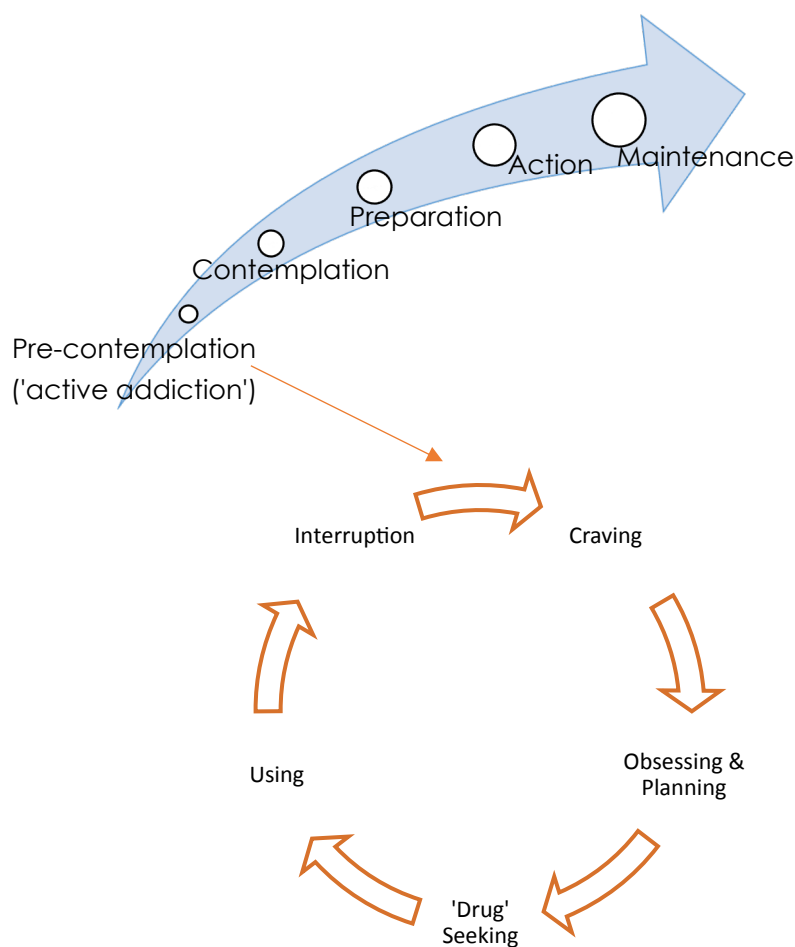 Maintenance
Action
Preparation
Contemplation
Pre-contemplation
('active addiction')
Interruption
Craving
Obsessing &
Planning
'Drug'
Seeking
Using